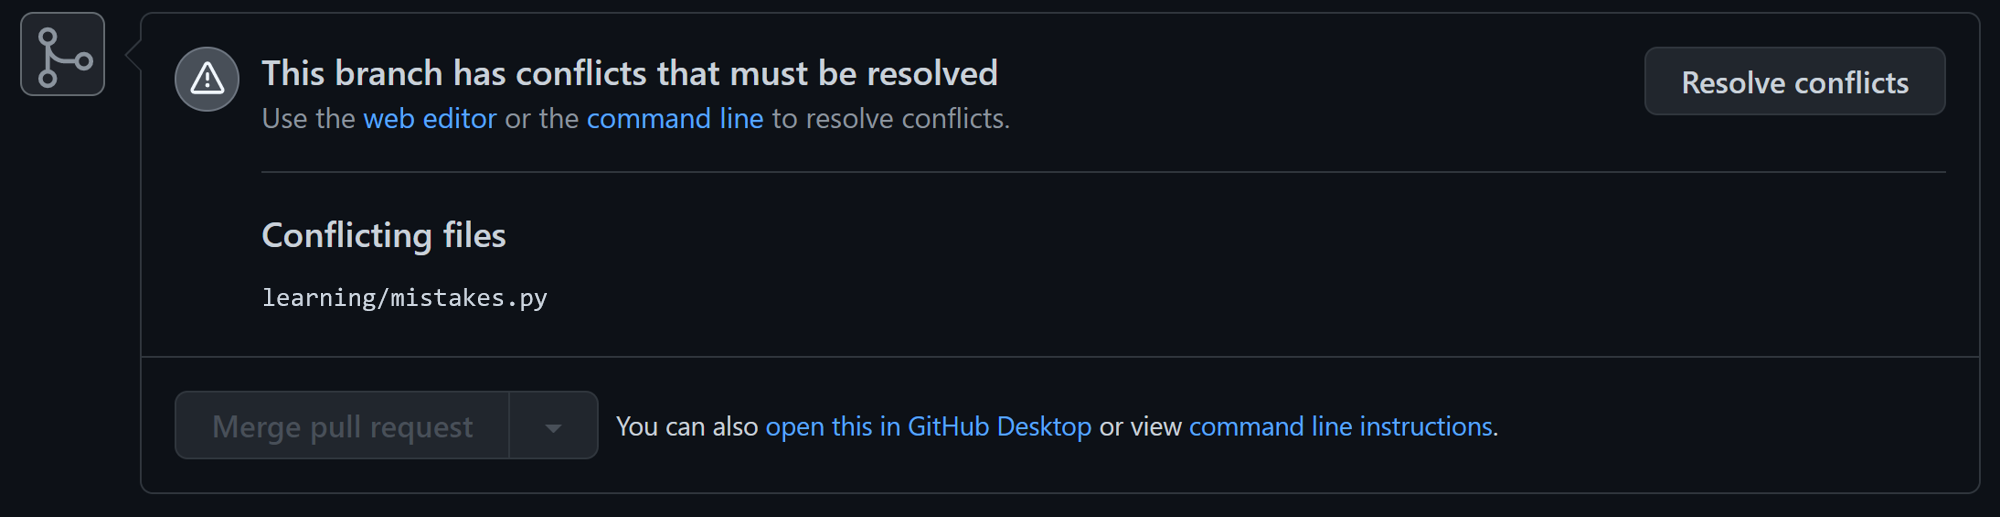 This branch has conflicts that must be resolved
Resolve conflicts
Use the web editor or the command line to resolve conflicts.
Conflicting files
learning/mistakes.py
Merge pull request
You can also open this in GitHub Desktop or view command line instructions.